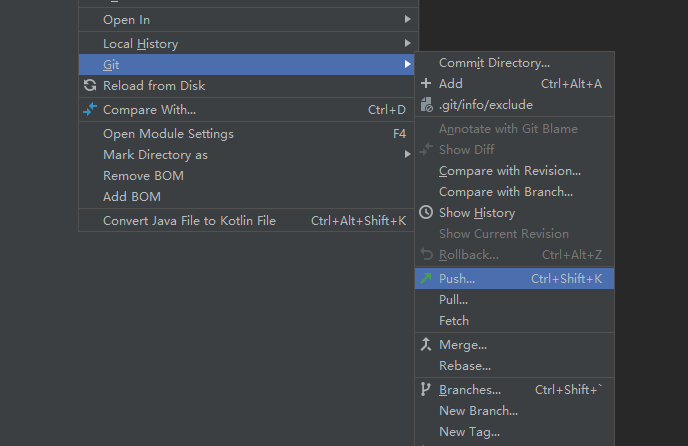 Open In
Local History
Git
Reload from Disk
Compare With... Ctrl+D
Open Module Settings F4
Mark Directory as
Remove BOM
Add BOM
Convert Java File to Kotlin File Ctrl+Alt+Shift+K
Commit Directory...
Add Ctrl+Alt+A
.git/info/exclude
Annotate with Git Blame
Show Diff
Compare with Revision...
Compare with Branch...
Show History
Show Current Revision
Rollback... Ctrl+Alt+Z
Push... Ctrl+Shift+K
Pull...
Fetch
Merge...
Rebase...
Branches... Ctrl+Shift+`
New Branch...
New Tag...